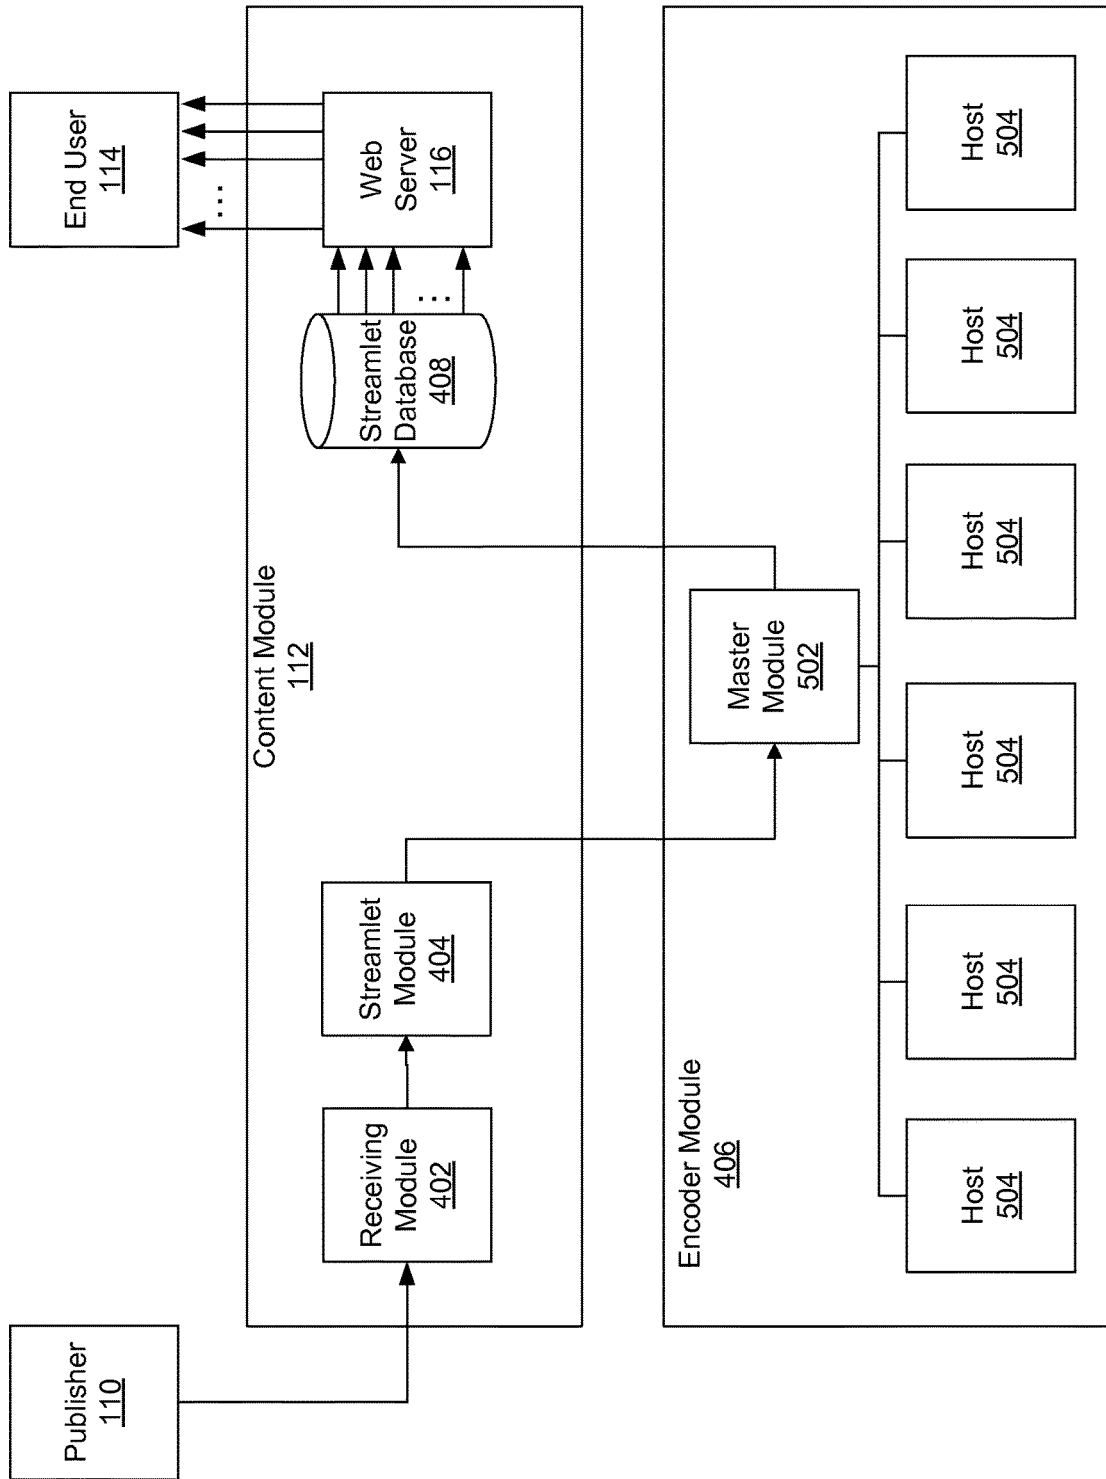 Publisher
110
End User
114
Content Module
112
Receiving
Module
402
Streamlet
Module
404
Streamlet
Database
408
...
Web
Server
116
...
Encoder Module
406
Master
Module
502
Host
504
Host
504
Host
504
Host
504
Host
504
Host
504